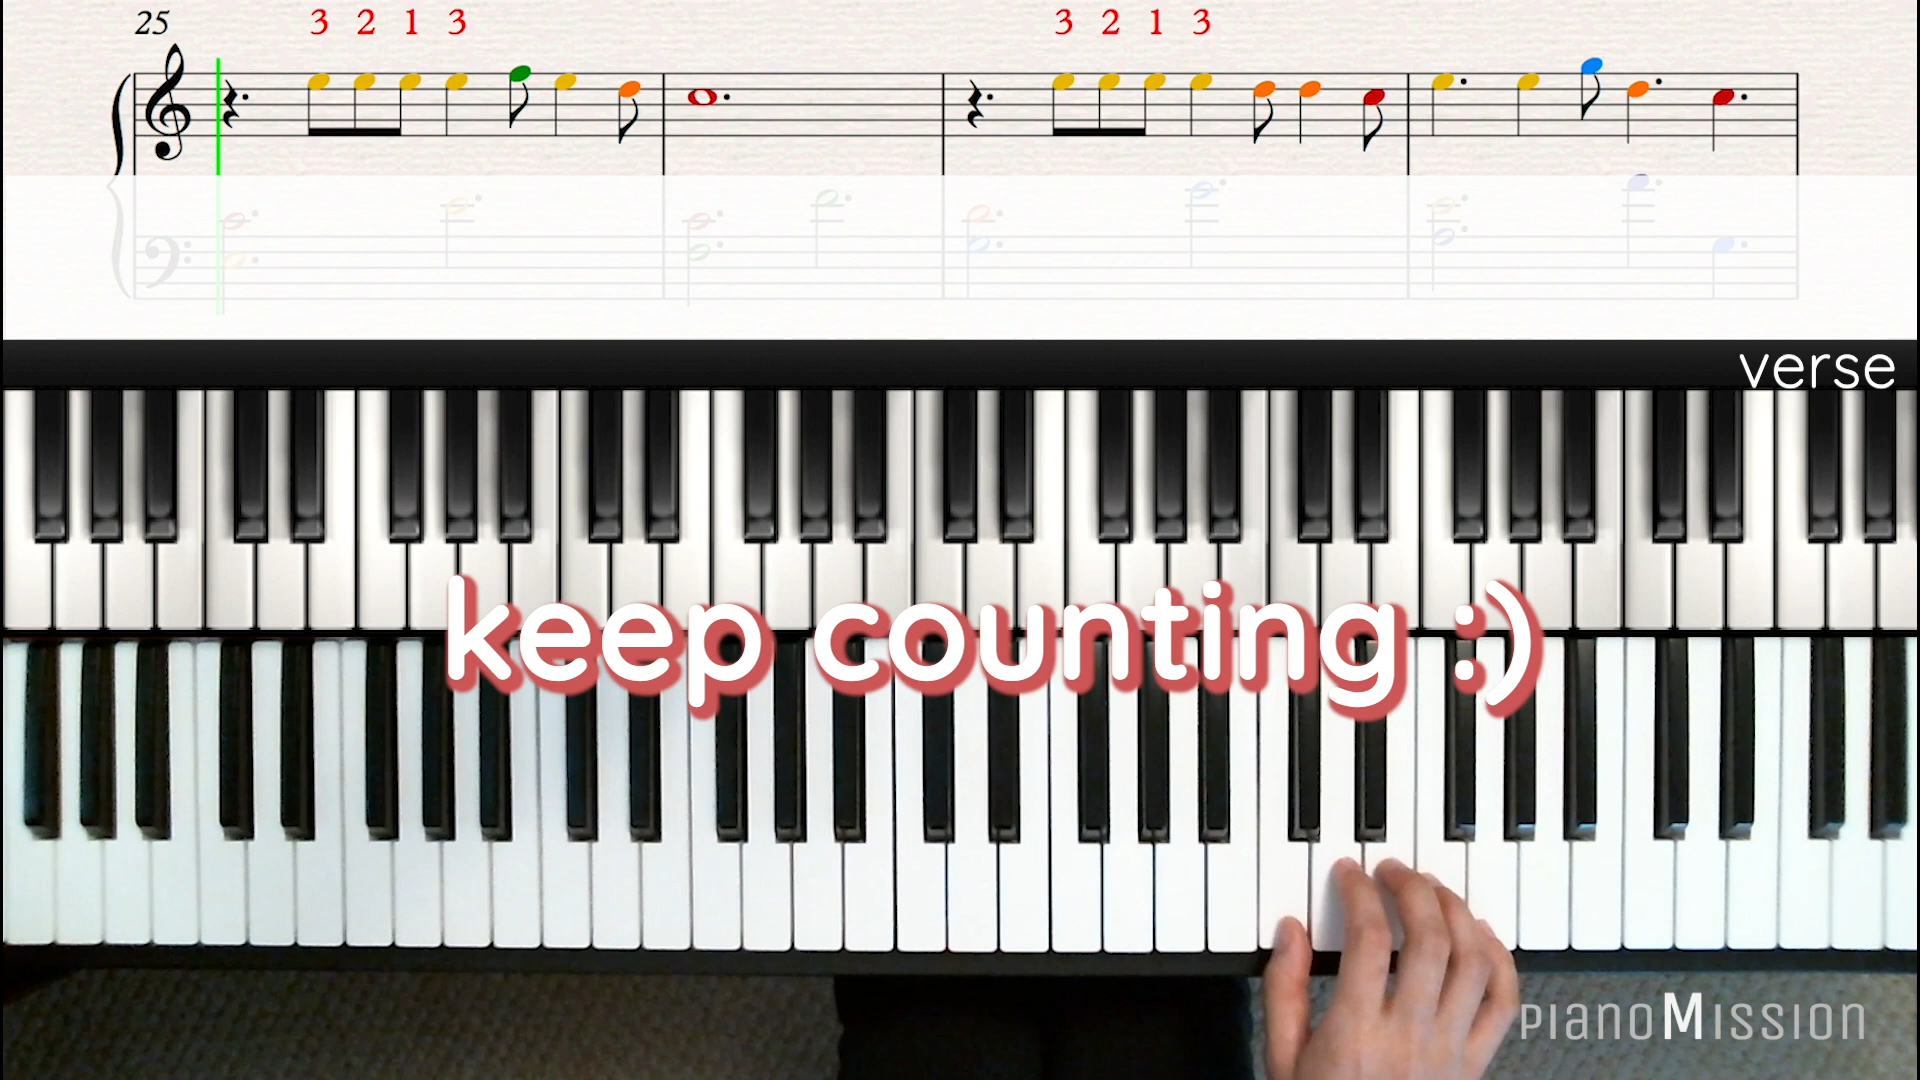 25
3 2 1 3 3 2 1 3
verse
keep counting :)
PIANOMISSION